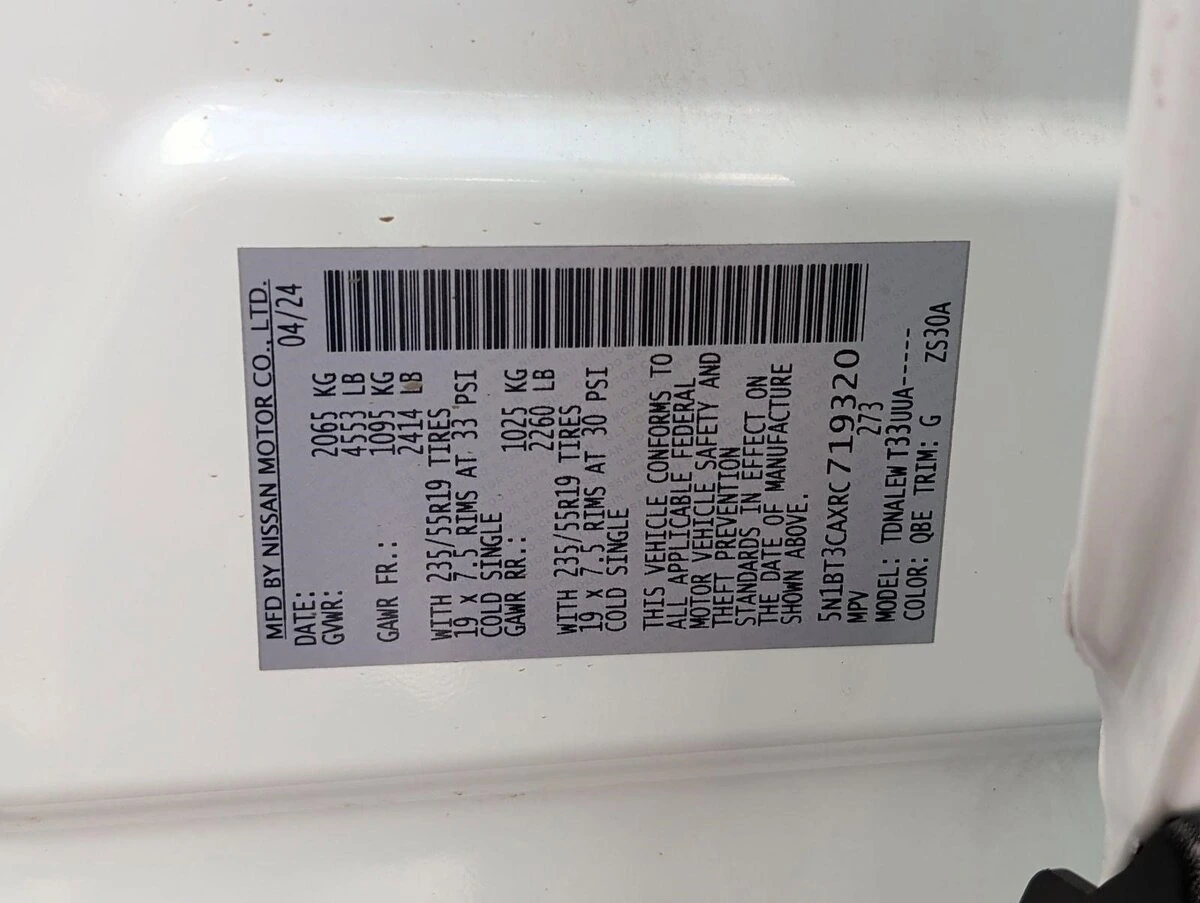 MFD BY NISSAN MOTOR CO., LTD.
DATE: 04/24
GVWR: 2065 KG
4553 LB
GAWR FR.: 1095 KG
2414 LB
WITH 235/55R19 TIRES
19 x 7.5 RIMS AT 33 PSI
COLD SINGLE
GAWR RR.: 1025 KG
2260 LB
WITH 235/55R19 TIRES
19 x 7.5 RIMS AT 30 PSI
COLD SINGLE
THIS VEHICLE CONFORMS TO
ALL APPLICABLE FEDERAL
MOTOR VEHICLE SAFETY AND
THEFT PREVENTION
STANDARDS IN EFFECT ON
THE DATE OF MANUFACTURE
SHOWN ABOVE.
5N1BT3CAXRC719320
MPV 273
MODEL: TDNALEW T33UUA-----
COLOR: QBE TRIM: G ZS30A